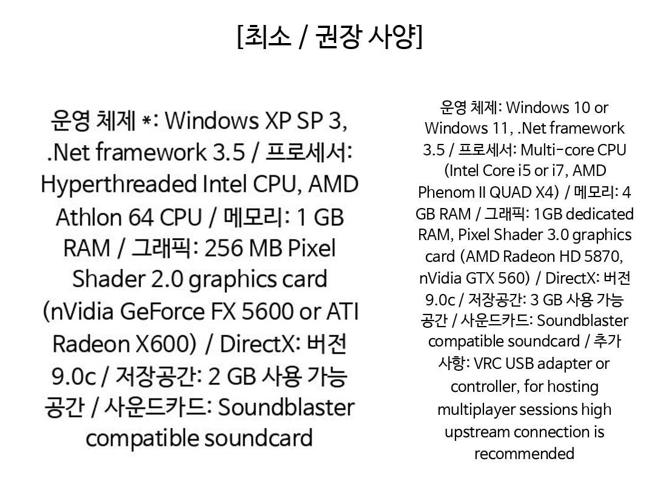 [최소 / 권장 사양]
운영 체제 *: Windows XP SP 3,
.Net framework 3.5 / 프로세서:
Hyperthreaded Intel CPU, AMD
Athlon 64 CPU / 메모리: 1 GB
RAM / 그래픽: 256 MB Pixel
Shader 2.0 graphics card
(nVidia GeForce FX 5600 or ATI
Radeon X600) / DirectX: 버전
9.0c / 저장공간: 2 GB 사용 가능
공간 / 사운드카드: Soundblaster
compatible soundcard
운영 체제: Windows 10 or
Windows 11, .Net framework
3.5 / 프로세서: Multi-core CPU
(Intel Core i5 or i7, AMD
Phenom II QUAD X4) / 메모리: 4
GB RAM / 그래픽: 1GB dedicated
RAM, Pixel Shader 3.0 graphics
card (AMD Radeon HD 5870,
nVidia GTX 560) / DirectX: 버전
9.0c / 저장공간: 3 GB 사용 가능
공간 / 사운드카드: Soundblaster
compatible soundcard / 추가
사항: VRC USB adapter or
controller, for hosting
multiplayer sessions high
upstream connection is
recommended